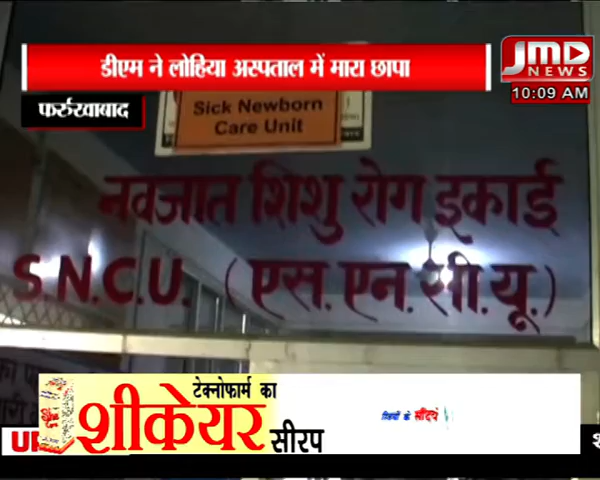 डीएम ने लोहिया अस्पताल में मारा छापा
JMD
NEWS
10:09 AM
फर्रुखाबाद
Sick Newborn
Care Unit
नवजात शिशु रोग इकाई
S.N.C.U. (एस.एन.सी.यू.)
टेक्नोफार्म का
शीकेयर
सीरप
स्त्रियों के सौंदर्य